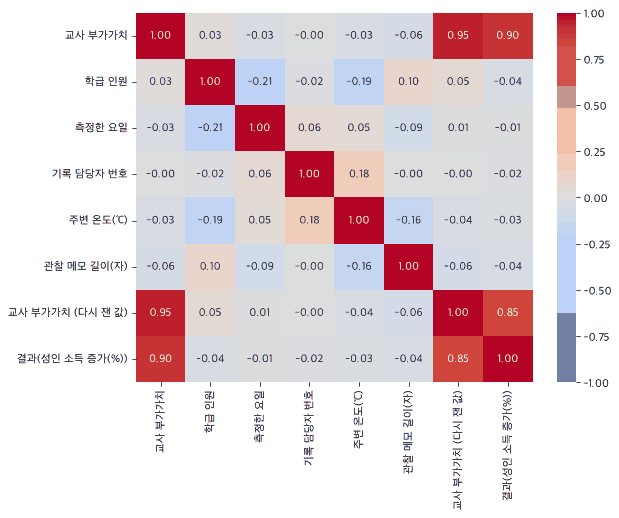 교사 부가가치 1.00 0.03 −0.03 −0.00 −0.03 −0.06 0.95 0.90
학급 인원 0.03 1.00 −0.21 −0.02 −0.19 0.10 0.05 −0.04
측정한 요일 −0.03 −0.21 1.00 0.06 0.05 −0.09 0.01 −0.01
기록 담당자 번호 −0.00 −0.02 0.06 1.00 0.18 −0.00 −0.00 −0.02
주변 온도(℃) −0.03 −0.19 0.05 0.18 1.00 −0.16 −0.04 −0.03
관찰 메모 길이(자) −0.06 0.10 −0.09 −0.00 −0.16 1.00 −0.06 −0.04
교사 부가가치 (다시 잰 값) 0.95 0.05 0.01 −0.00 −0.04 −0.06 1.00 0.85
결과(성인 소득 증가(%)) 0.90 −0.04 −0.01 −0.02 −0.03 −0.04 0.85 1.00
교사 부가가치
학급 인원
측정한 요일
기록 담당자 번호
주변 온도(℃)
관찰 메모 길이(자)
교사 부가가치 (다시 잰 값)
결과(성인 소득 증가(%))
1.00
0.75
0.50
0.25
0.00
−0.25
−0.50
−0.75
−1.00